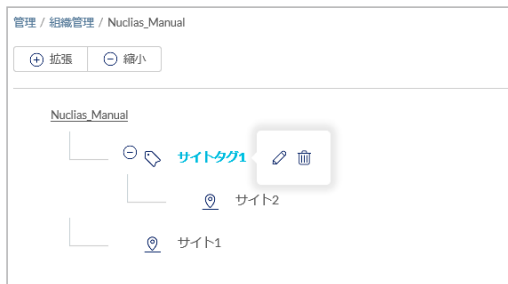 管理 / 組織管理 / Nuclias_Manual
拡張 縮小
Nuclias_Manual
サイトタグ1
サイト2
サイト1